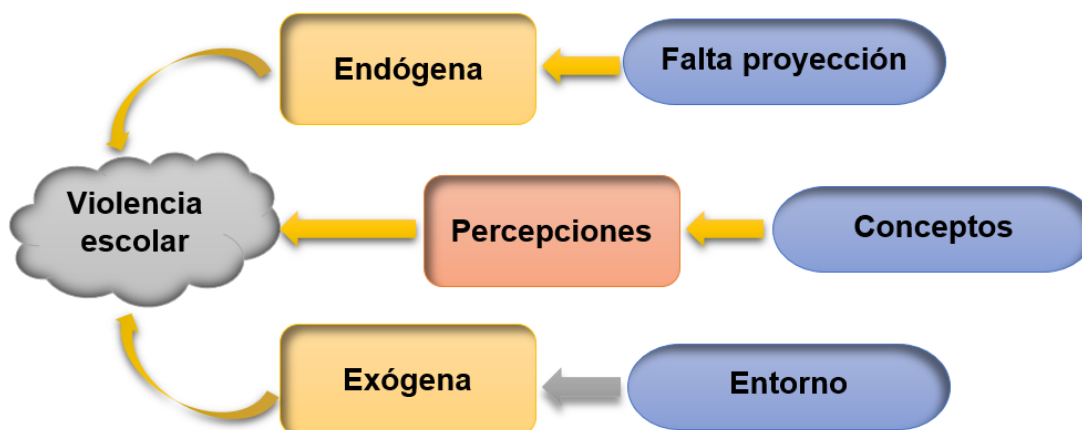 Endógena
Falta proyección
Violencia
escolar
Percepciones
Conceptos
Exógena
Entorno